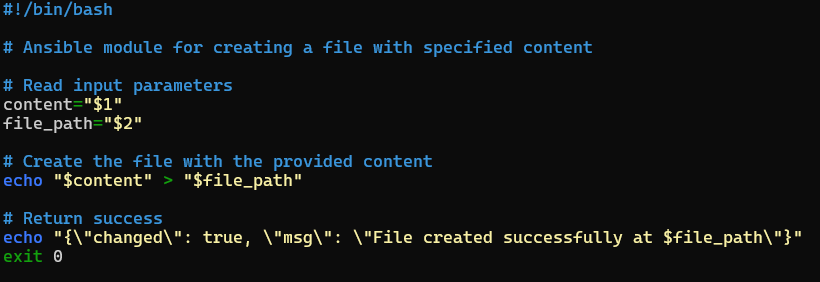 #!/bin/bash
# Ansible module for creating a file with specified content
# Read input parameters
content="$1"
file_path="$2"
# Create the file with the provided content
echo "$content" > "$file_path"
# Return success
echo "{\"changed\": true, \"msg\": \"File created successfully at $file_path\"}"
exit 0